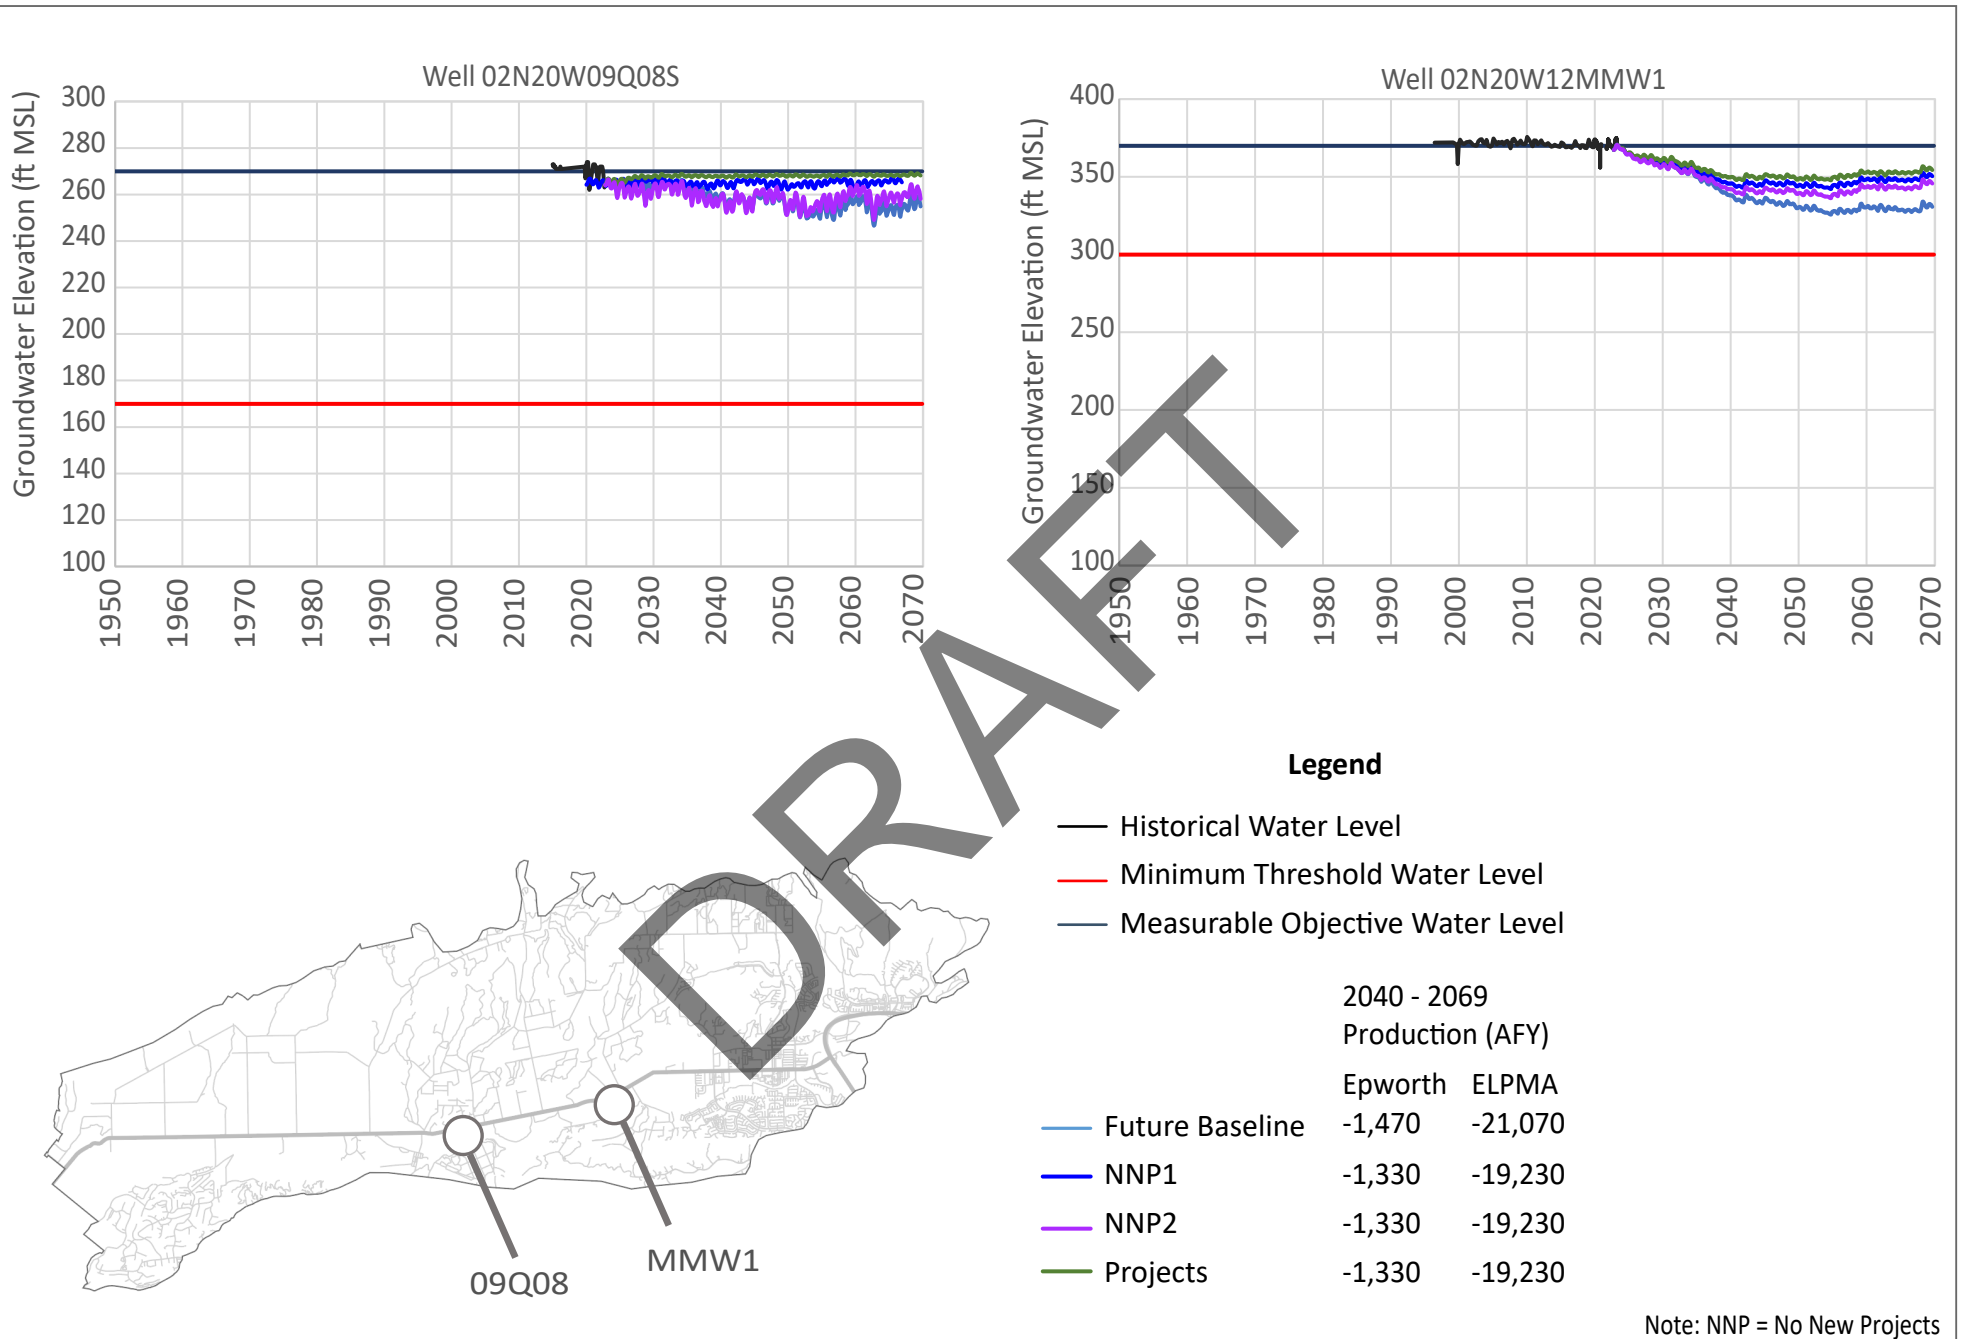 Well 02N20W09Q08S
Groundwater Elevation (ft MSL)
300
280
260
240
220
200
180
160
140
120
100
1950 1960 1970 1980 1990 2000 2010 2020 2030 2040 2050 2060 2070
Well 02N20W12MMW1
Groundwater Elevation (ft MSL)
400
350
300
250
200
150
100
1950 1960 1970 1980 1990 2000 2010 2020 2030 2040 2050 2060 2070
DRAFT
09Q08
MMW1
Legend
Historical Water Level
Minimum Threshold Water Level
Measurable Objective Water Level
2040 - 2069
Production (AFY)
Epworth ELPMA
Future Baseline -1,470 -21,070
NNP1 -1,330 -19,230
NNP2 -1,330 -19,230
Projects -1,330 -19,230
Note: NNP = No New Projects